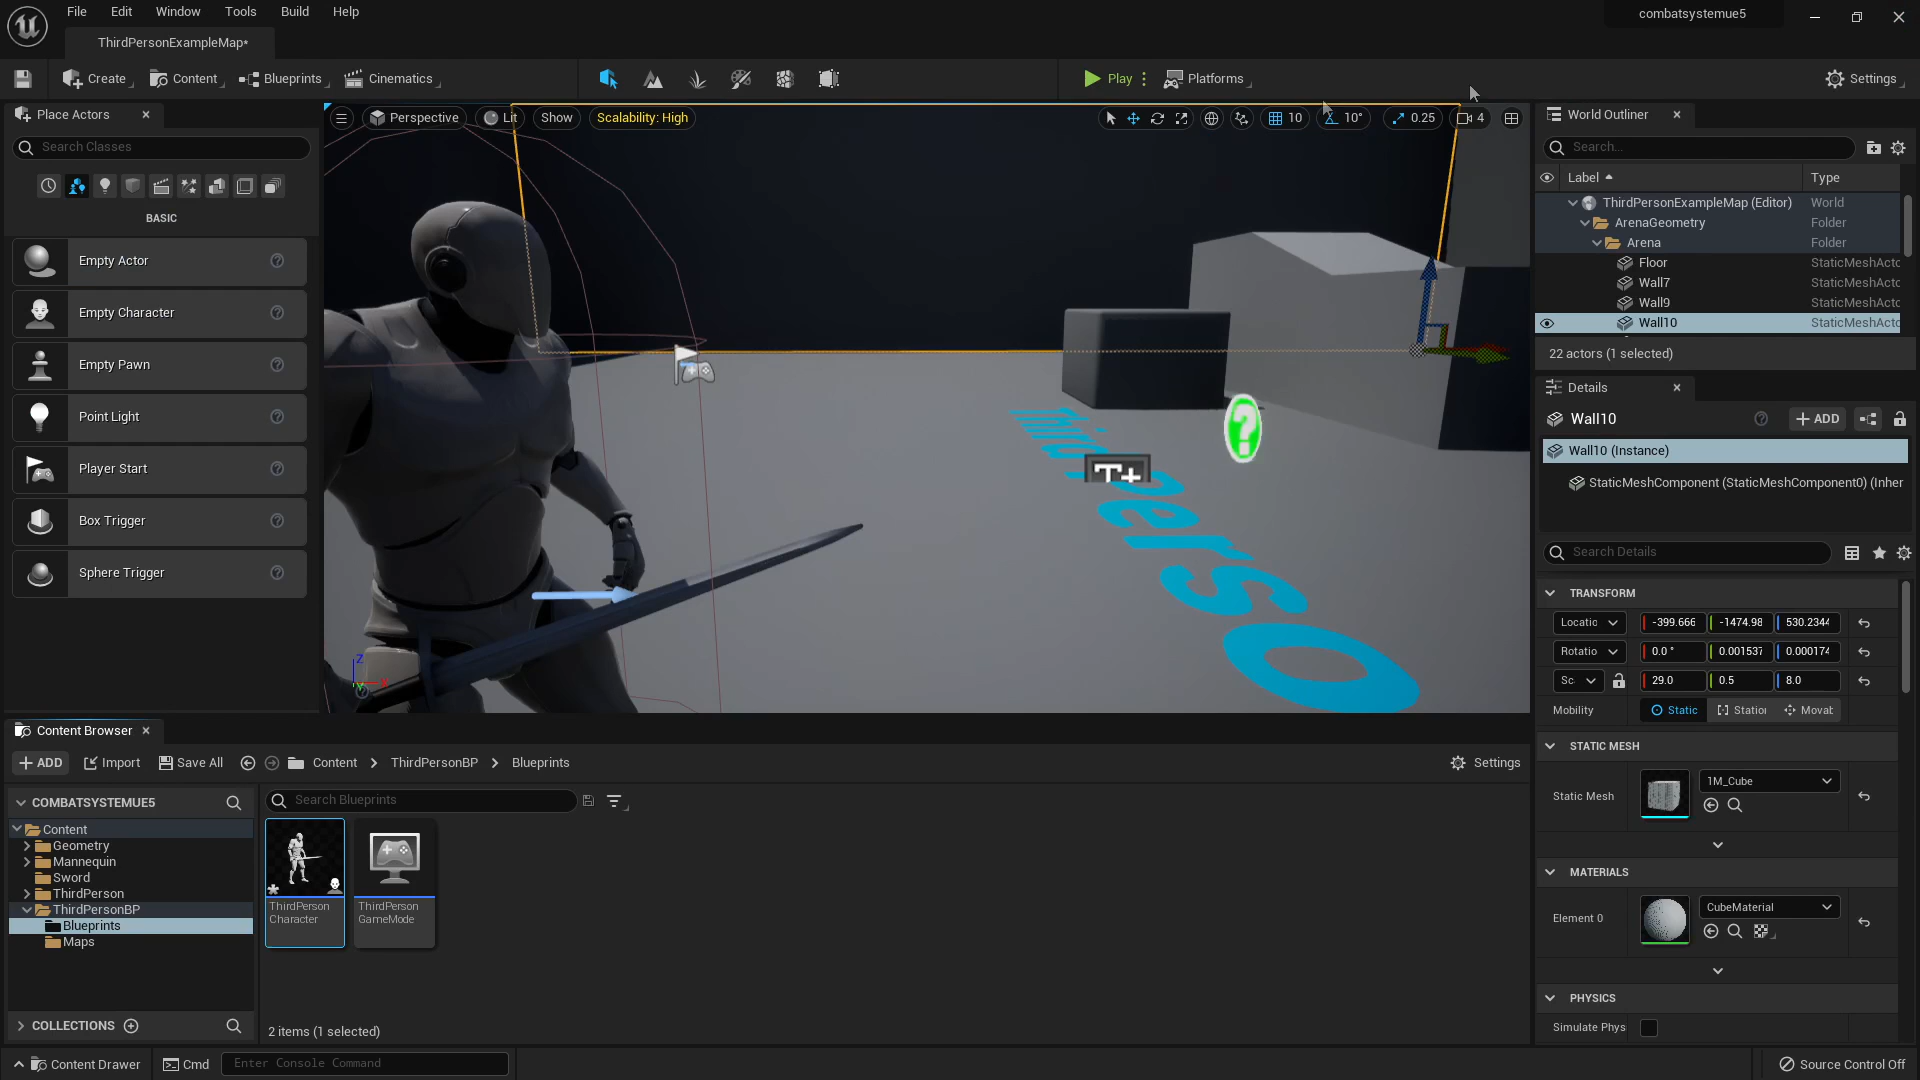 File
Edit
Window
Tools
Build
Help
combatsystemue5
ThirdPersonExampleMap*
Create
Content
Blueprints
Cinematics
Play
Platforms
Settings
Place Actors
Search Classes
BASIC
Empty Actor
Empty Character
Empty Pawn
Point Light
Player Start
Box Trigger
Sphere Trigger
Perspective
Lit
Show
Scalability: High
10
10°
0.25
4
T+
Z
World Outliner
Search...
Label
Type
ThirdPersonExampleMap (Editor) World
ArenaGeometry Folder
Arena Folder
Floor StaticMeshActo
Wall7 StaticMeshActo
Wall9 StaticMeshActo
Wall10 StaticMeshActo
22 actors (1 selected)
Details
Wall10
+ ADD
Wall10 (Instance)
StaticMeshComponent (StaticMeshComponent0) (Inher
Search Details
TRANSFORM
Locatic -399.666 -1474.98 530.2344
Rotatio 0.0 ° 0.001537 0.000174
Sc 29.0 0.5 8.0
Mobility Static Station Movab
STATIC MESH
Static Mesh
1M_Cube
MATERIALS
Element 0
CubeMaterial
PHYSICS
Simulate Phys
Content Browser
+ ADD
Import
Save All
Content > ThirdPersonBP > Blueprints
Settings
COMBATSYSTEMUE5
Search Blueprints
Content
Geometry
Mannequin
Sword
ThirdPerson
ThirdPersonBP
Blueprints
Maps
ThirdPerson
Character
ThirdPerson
GameMode
COLLECTIONS
2 items (1 selected)
Content Drawer
Cmd
Enter Console Command
Source Control Off